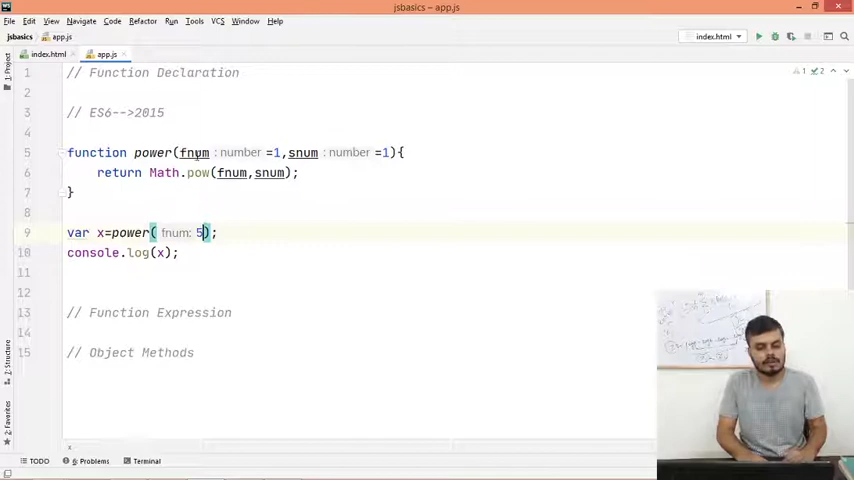 jsbasics – app.js
File Edit View Navigate Code Refactor Run Tools VCS Window Help
jsbasics app.js index.html
index.html app.js
1: Project
1 // Function Declaration
2
3 // ES6-->2015
4
5 function power(fnum : number =1,snum : number =1){
6 return Math.pow(fnum,snum);
7 }
8
9 var x=power( fnum: 5);
10 console.log(x);
11
12
13 // Function Expression
14
15 // Object Methods
1 2
7: Structure
2: Favorites
x
TODO 6: Problems Terminal